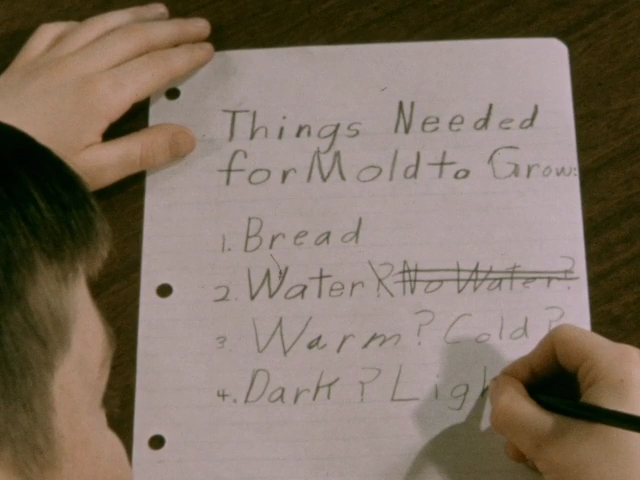 Things Needed
for Mold to Grow:
1. Bread
2. Water? No Water?
3 Warm? Cold?
4. Dark? Ligh